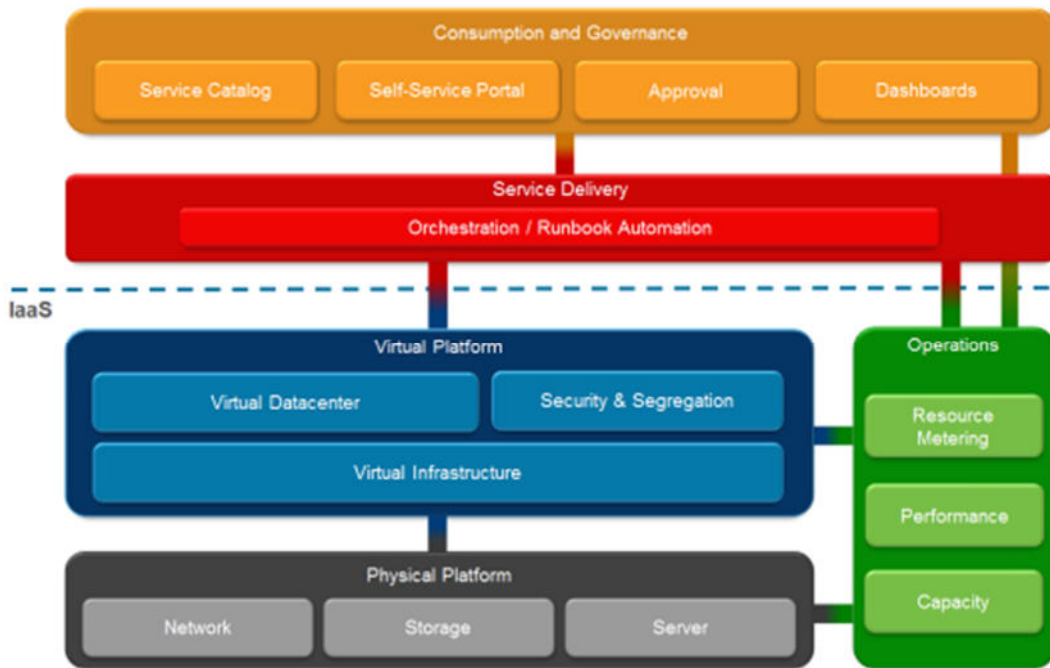 Consumption and Governance
Service Catalog
Self-Service Portal
Approval
Dashboards
Service Delivery
Orchestration / Runbook Automation
IaaS
Virtual Platform
Virtual Datacenter
Security & Segregation
Virtual Infrastructure
Operations
Resource
Metering
Performance
Capacity
Physical Platform
Network
Storage
Server